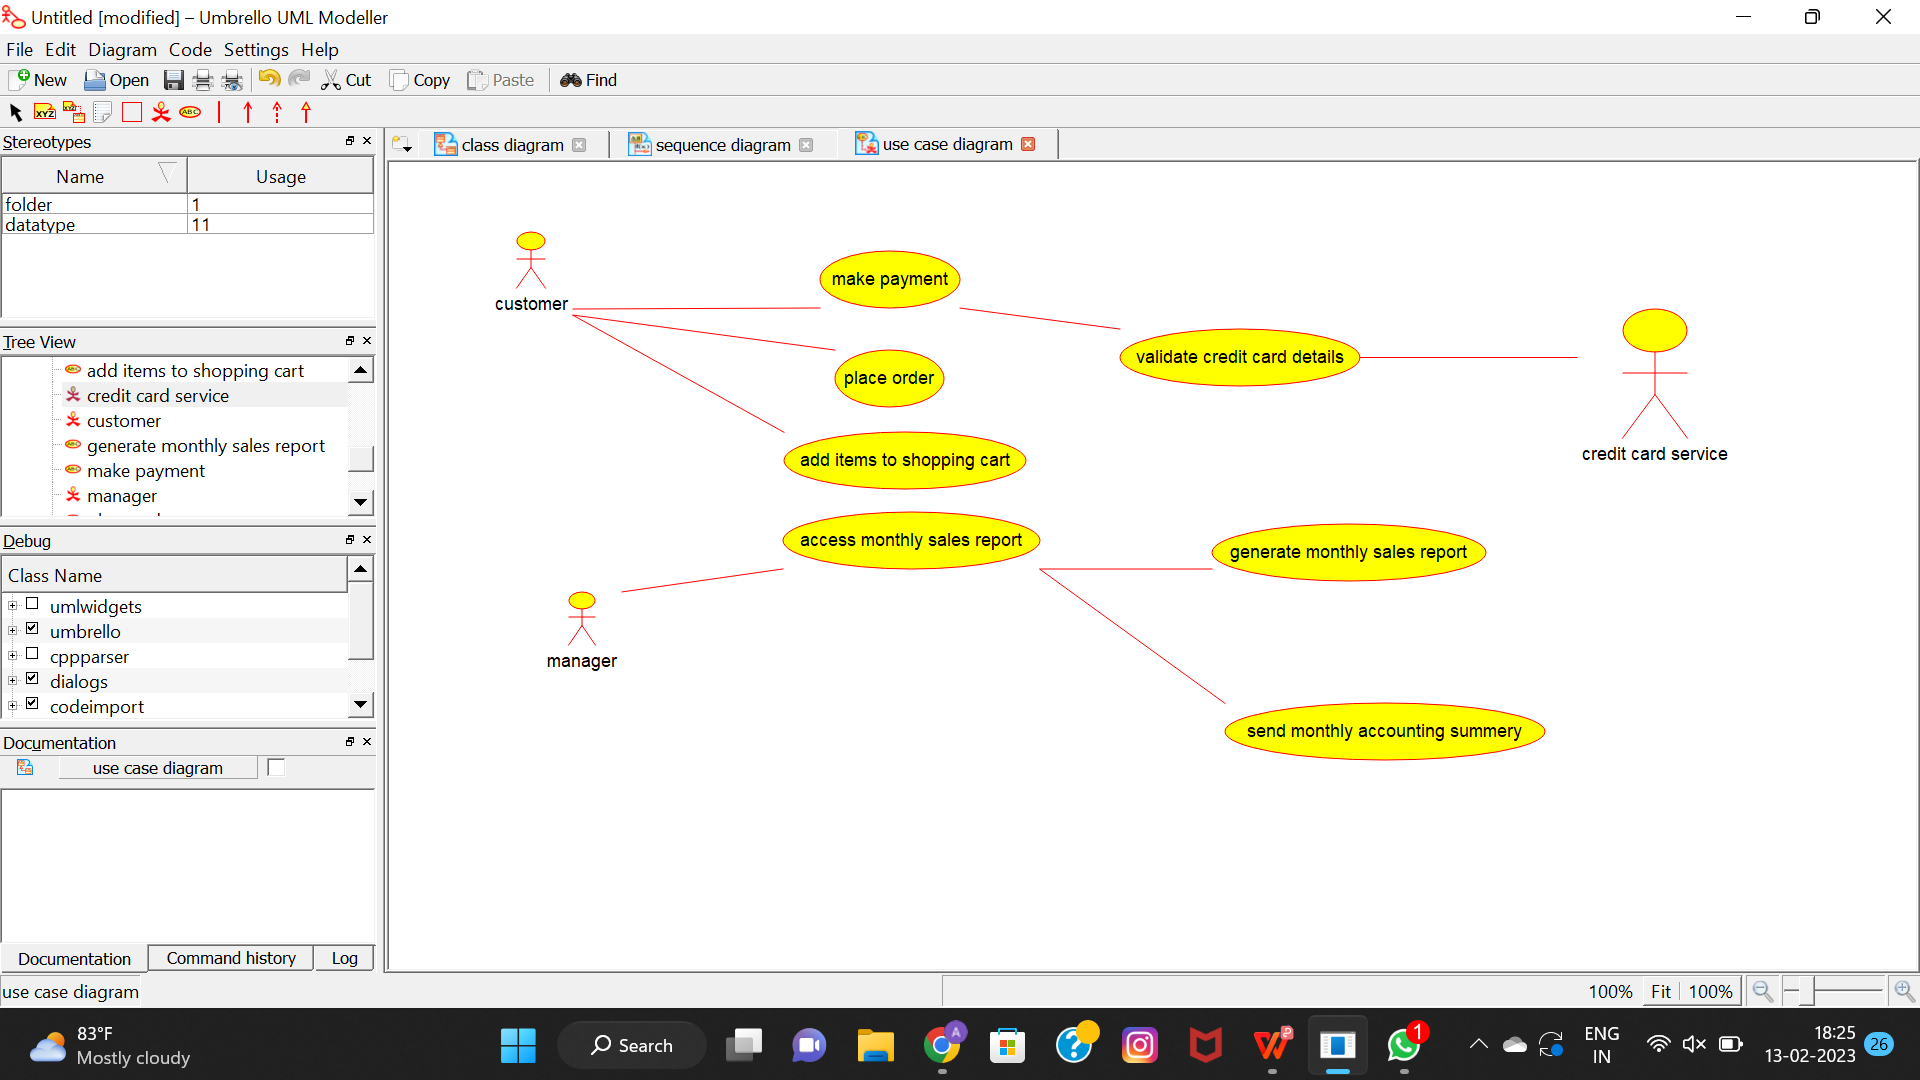 Untitled [modified] – Umbrello UML Modeller
File Edit Diagram Code Settings Help
New Open Cut Copy Paste Find
XYZ XYZ ABC
Stereotypes
Name Usage
folder 1
datatype 11
Tree View
add items to shopping cart
credit card service
customer
generate monthly sales report
make payment
manager
Debug
Class Name
umlwidgets
umbrello
cppparser
dialogs
codeimport
Documentation
use case diagram
Documentation Command history Log
class diagram sequence diagram use case diagram
customer
make payment
validate credit card details
place order
credit card service
add items to shopping cart
access monthly sales report
generate monthly sales report
manager
send monthly accounting summery
use case diagram
100% Fit 100%
83°F
Mostly cloudy
Search
A
1
ENG
IN
18:25
13-02-2023
26